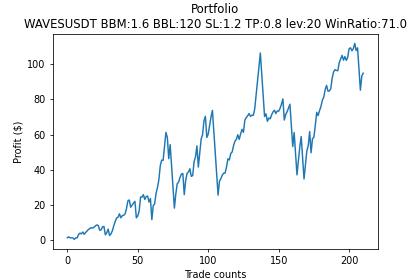 Portfolio
WAVESUSDT BBM:1.6 BBL:120 SL:1.2 TP:0.8 lev:20 WinRatio:71.0
Profit ($)
100
80
60
40
20
0
0
50
100
150
200
Trade counts